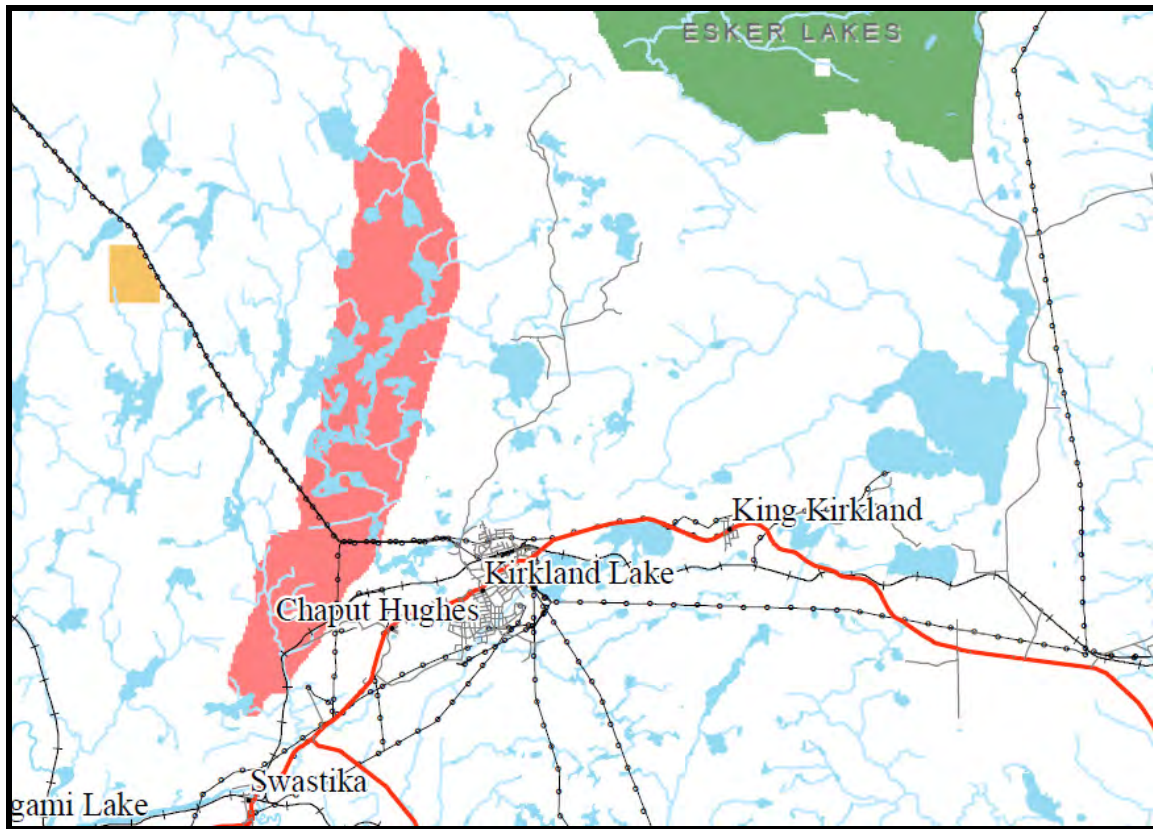 ESKER LAKES
King Kirkland
Kirkland Lake
Chaput Hughes
Swastika
gami Lake